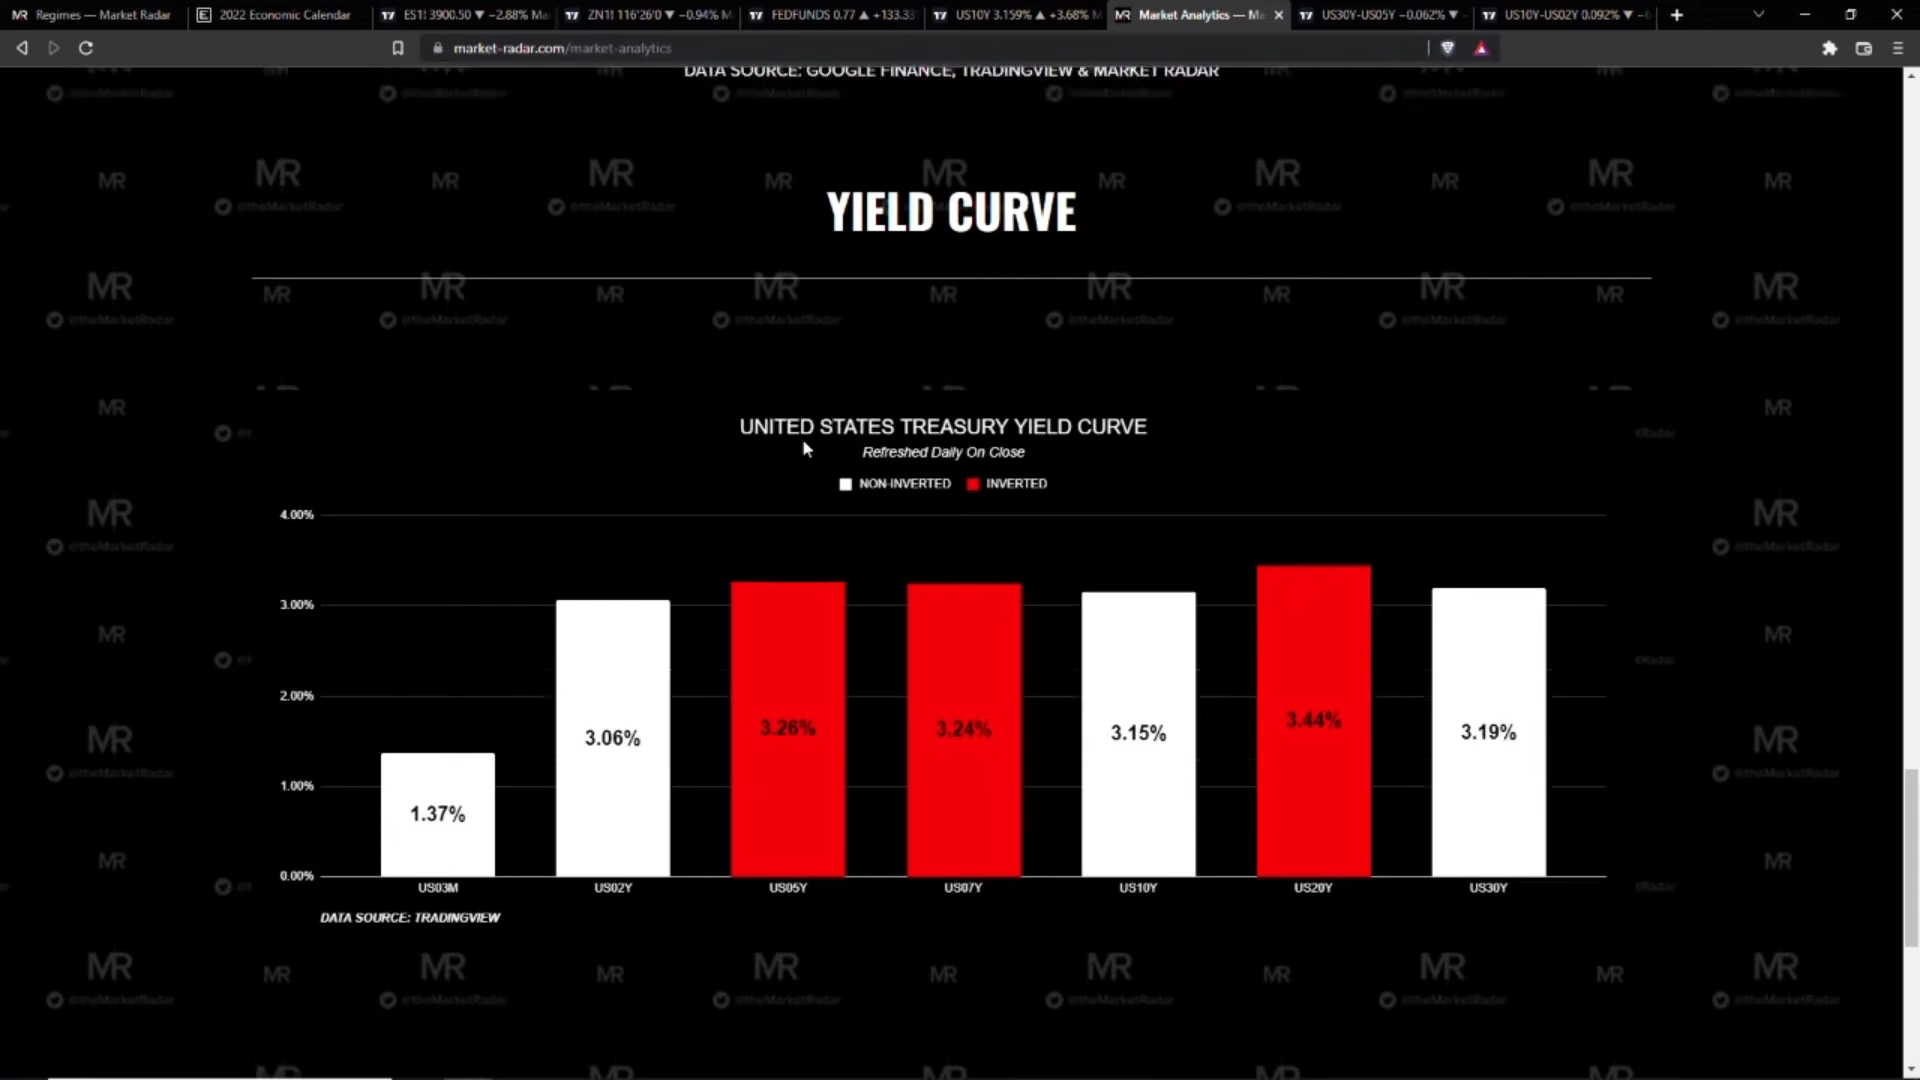 Regimes — Market Radar
2022 Economic Calendar
ES1! 3900.50 ▼ −2.88% Ma
ZN1! 116'26'0 ▼ −0.94% M
FEDFUNDS 0.77 ▲ +133.33
US10Y 3.159% ▲ +3.68% M
Market Analytics — Ma
US30Y-US05Y −0.062% ▼ −
US10Y-US02Y 0.092% ▼ −6
market-radar.com/market-analytics
DATA SOURCE: GOOGLE FINANCE, TRADINGVIEW & MARKET RADAR
YIELD CURVE
UNITED STATES TREASURY YIELD CURVE
Refreshed Daily On Close
NON-INVERTED INVERTED
4.00%
3.00%
2.00%
1.00%
0.00%
1.37% 3.06% 3.26% 3.24% 3.15% 3.44% 3.19%
US03M US02Y US05Y US07Y US10Y US20Y US30Y
DATA SOURCE: TRADINGVIEW
MR
@theMarketRadar